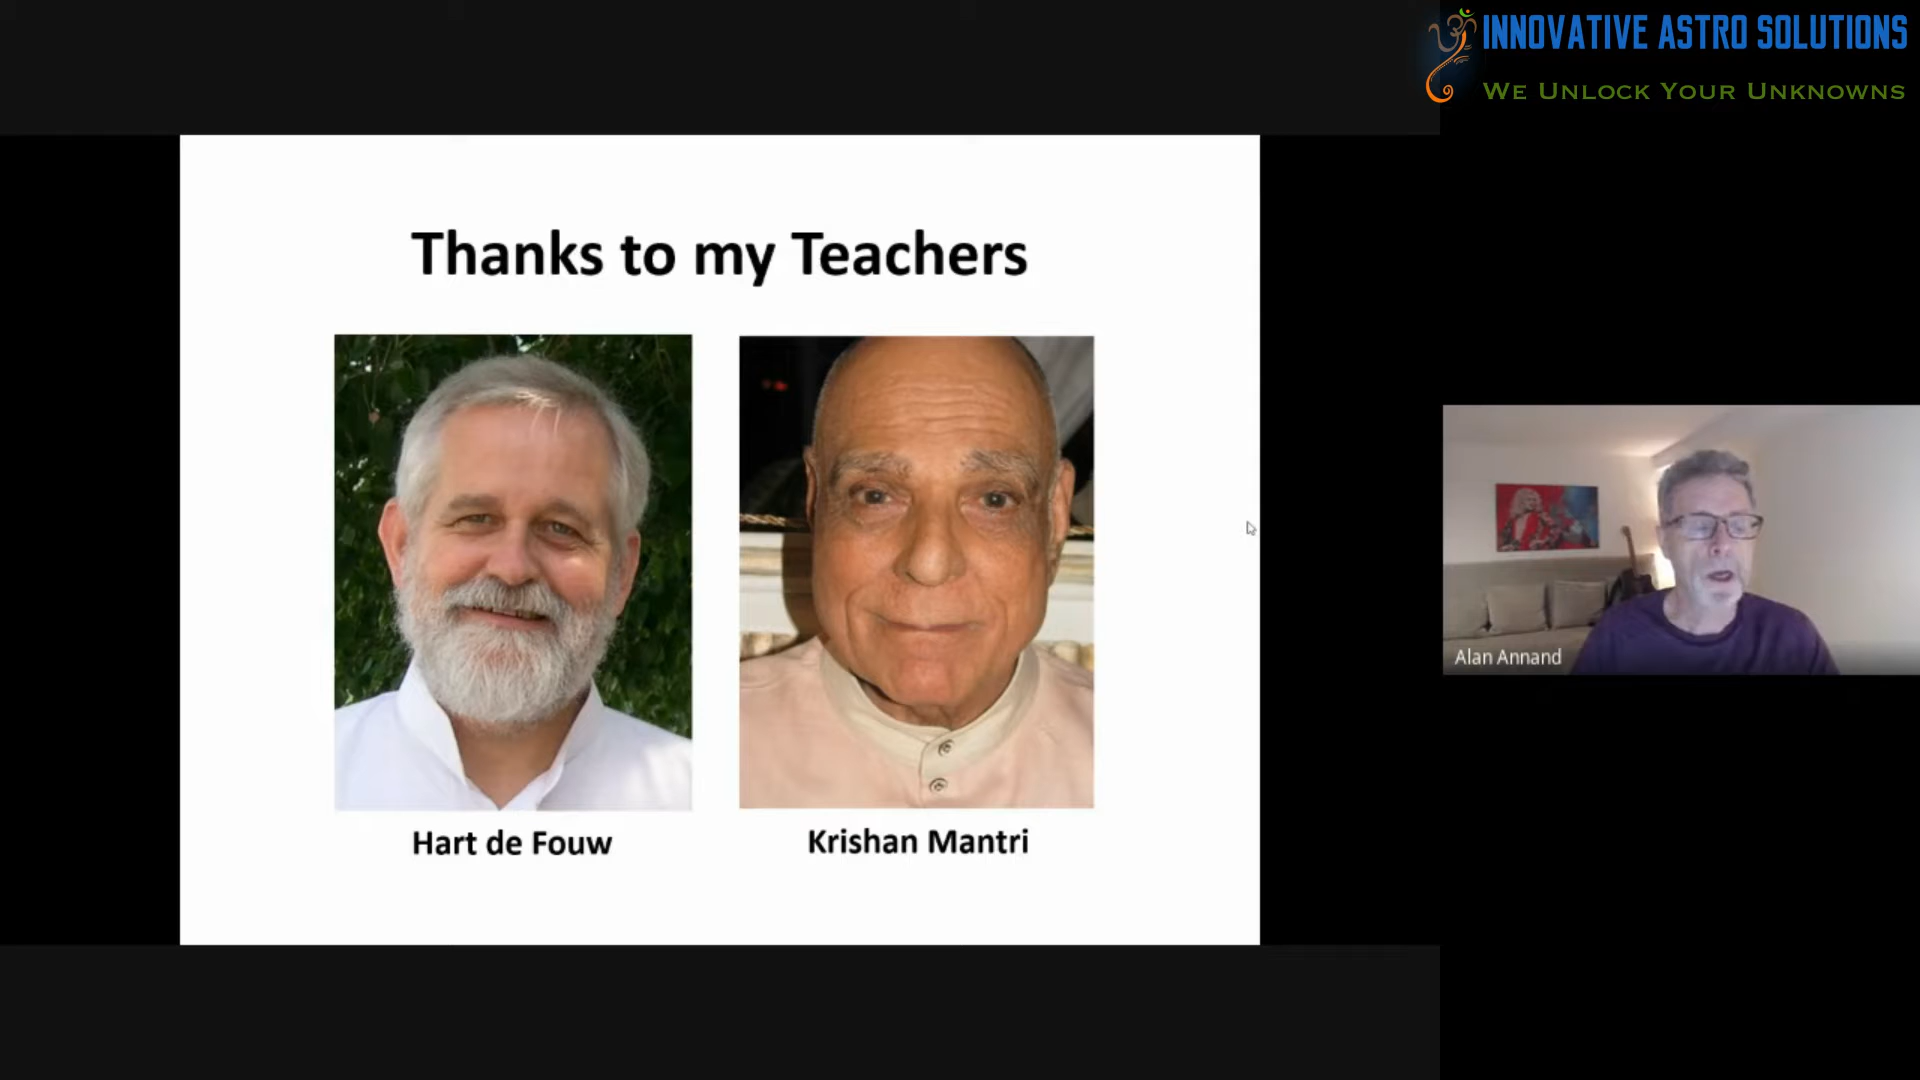 INNOVATIVE ASTRO SOLUTIONS
WE UNLOCK YOUR UNKNOWNS
Thanks to my Teachers
Hart de Fouw
Krishan Mantri
Alan Annand